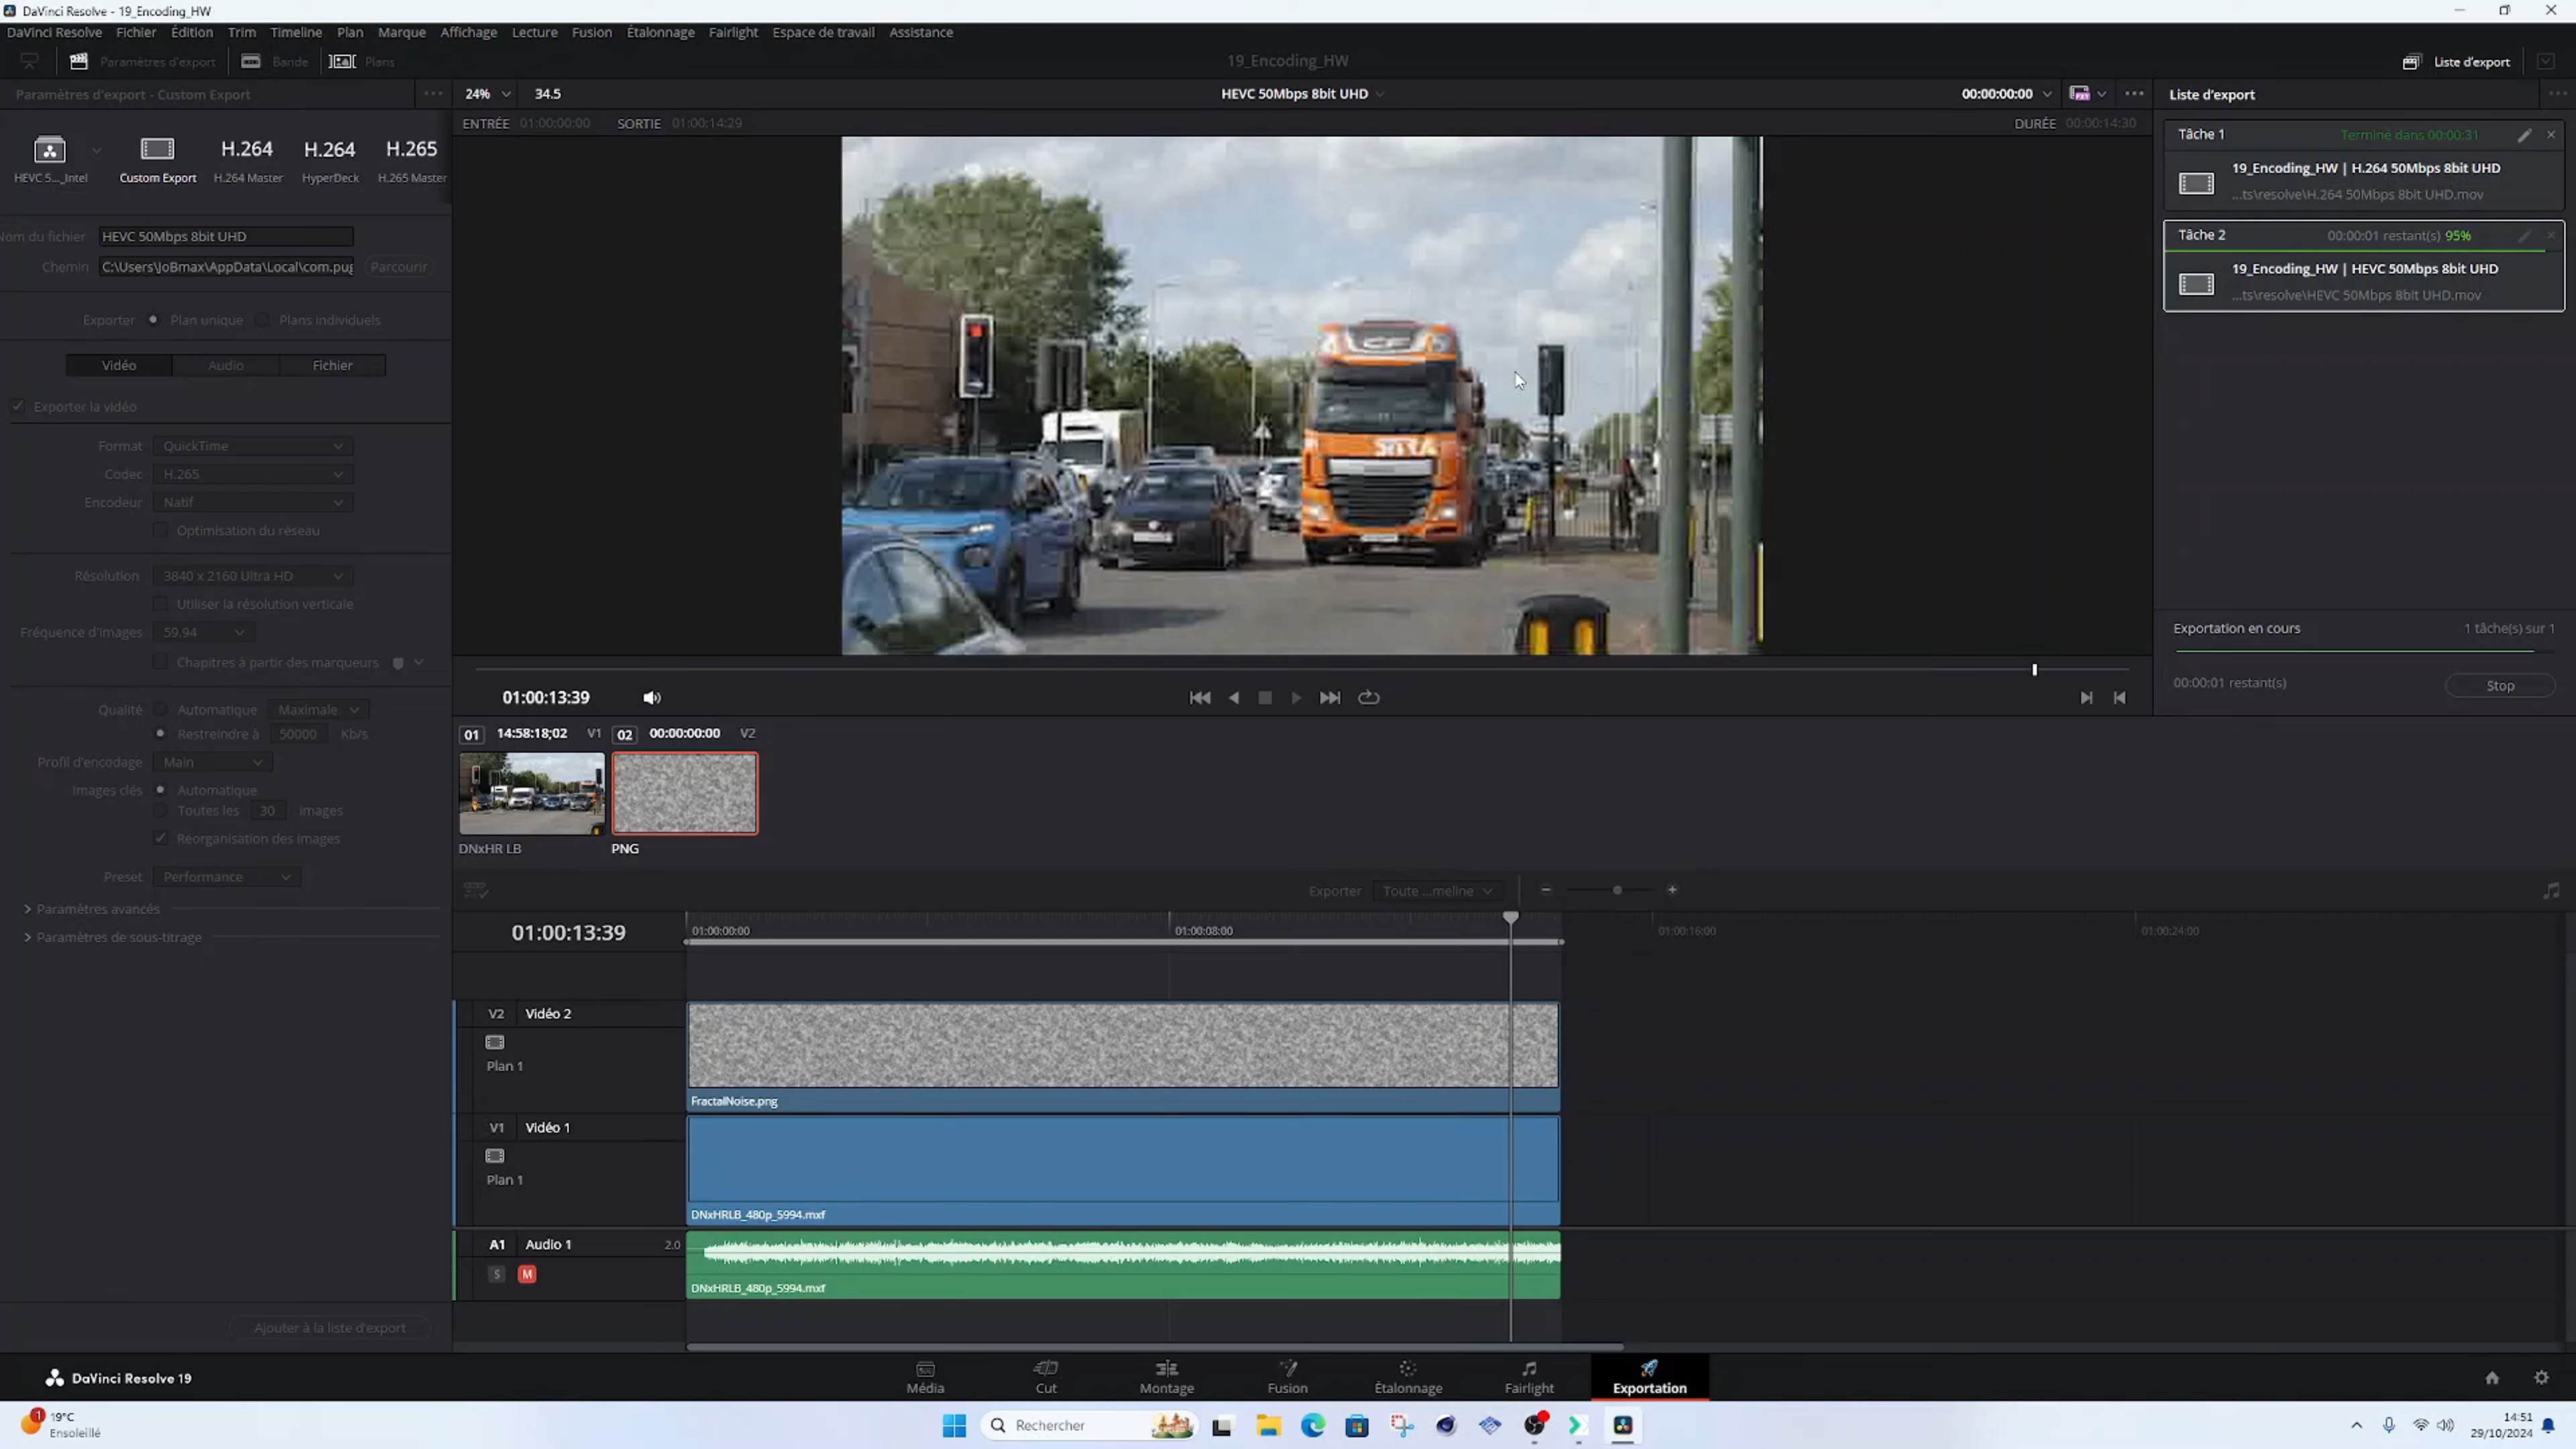 DaVinci Resolve - 19_Encoding_HW
DaVinci Resolve Fichier Édition Trim Timeline Plan Marque Affichage Lecture Fusion Étalonnage Fairlight Espace de travail Assistance
Paramètres d'export Bande Plans 19_Encoding_HW Liste d'export
Paramètres d'export - Custom Export 24% 34.5 HEVC 50Mbps 8bit UHD 00:00:00:00 Liste d'export
ENTRÉE 01:00:00:00 SORTIE 01:00:14:29 DURÉE 00:00:14:30
Tâche 1 Terminé dans 00:00:31
19_Encoding_HW | H.264 50Mbps 8bit UHD
...ts\resolve\H.264 50Mbps 8bit UHD.mov
Tâche 2 00:00:01 restant(s) 95%
19_Encoding_HW | HEVC 50Mbps 8bit UHD
...ts\resolve\HEVC 50Mbps 8bit UHD.mov
Exportation en cours 1 tâche(s) sur 1
00:00:01 restant(s) Stop
H.264 H.264 H.265
HEVC 5..._Intel Custom Export H.264 Master HyperDeck H.265 Master
Nom du fichier HEVC 50Mbps 8bit UHD
Chemin C:\Users\JoBmax\AppData\Local\com.pug Parcourir
Exporter Plan unique Plans individuels
Vidéo Audio Fichier
Exporter la vidéo
Format QuickTime
Codec H.265
Encodeur Natif
Optimisation du réseau
Résolution 3840 x 2160 Ultra HD
Utiliser la résolution verticale
Fréquence d'images 59.94
Chapitres à partir des marqueurs
Qualité Automatique Maximale
Restreindre à 50000 Kb/s
Profil d'encodage Main
Images clés Automatique
Toutes les 30 images
Réorganisation des images
Preset Performance
Paramètres avancés
Paramètres de sous-titrage
Ajouter à la liste d'export
CF
SITRA
01:00:13:39
01 14:58:18;02 V1 02 00:00:00:00 V2
DNxHR LB PNG
Exporter Toute ...meline
01:00:13:39 01:00:00:00 01:00:08:00 01:00:16:00 01:00:24:00
V2 Vidéo 2
Plan 1
FractalNoise.png
V1 Vidéo 1
Plan 1
DNxHRLB_480p_5994.mxf
A1 Audio 1 2.0
S M
DNxHRLB_480p_5994.mxf
DaVinci Resolve 19 Média Cut Montage Fusion Étalonnage Fairlight Exportation
1 19°C
Ensoleillé
Rechercher
14:51
29/10/2024